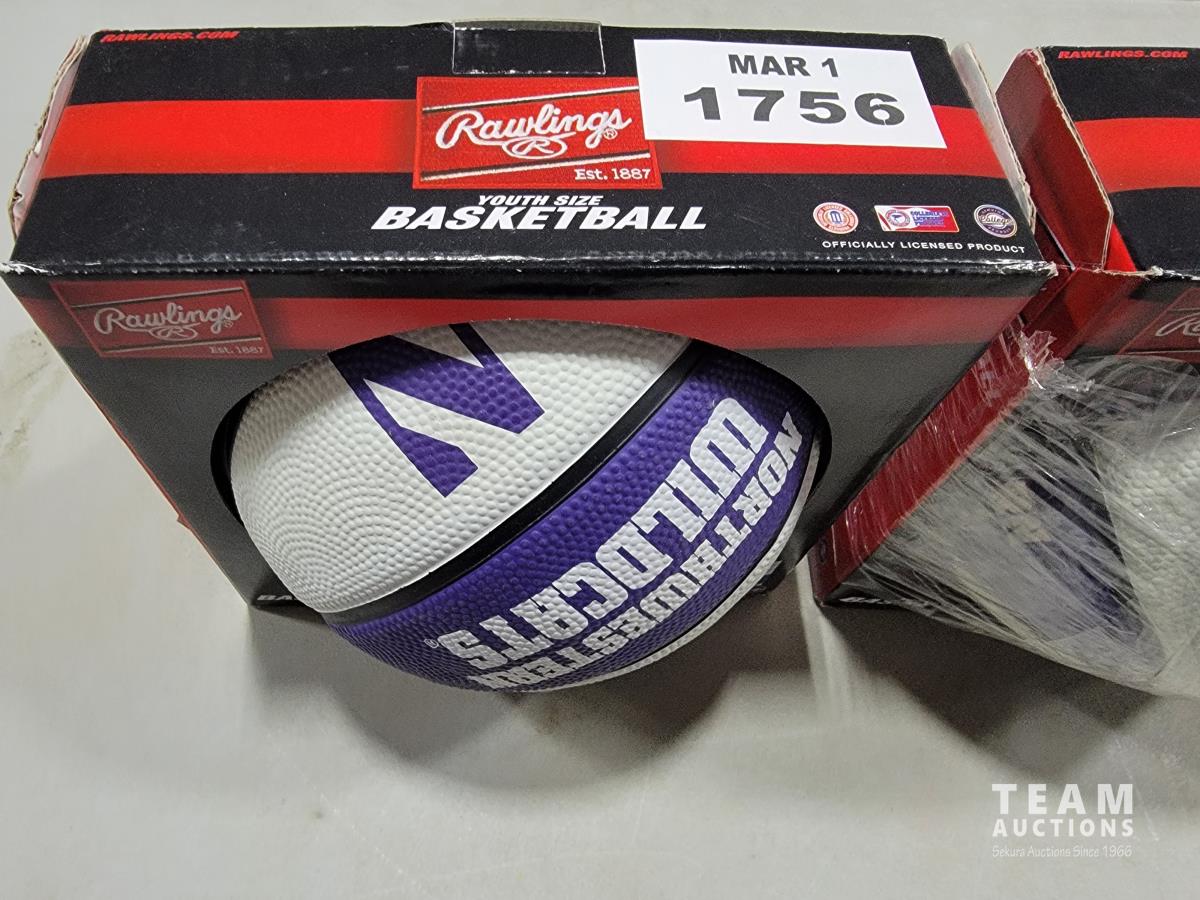 RAWLINGS.COM
MAR 1
1756
Rawlings®
R
Est. 1887
YOUTH SIZE
BASKETBALL
OFFICIALLY LICENSED PRODUCT
RAWLINGS.COM
Rawlings®
R
Est. 1887
N
WILDCATS®
NORTHWESTERN
TEAM
AUCTIONS
Sekura Auctions Since 1966